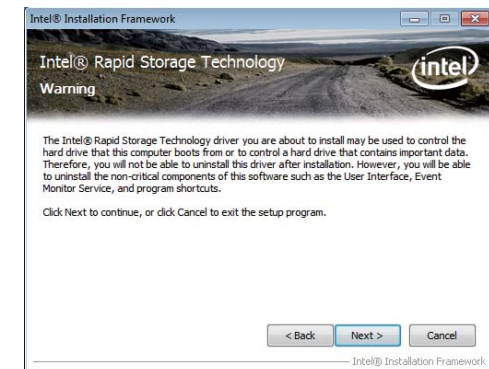 Intel® Installation Framework
Intel® Rapid Storage Technology
(intel)
Warning
The Intel® Rapid Storage Technology driver you are about to install may be used to control the
hard drive that this computer boots from or to control a hard drive that contains important data.
Therefore, you will not be able to uninstall this driver after installation. However, you will be able
to uninstall the non-critical components of this software such as the User Interface, Event
Monitor Service, and program shortcuts.
Click Next to continue, or click Cancel to exit the setup program.
< Back
Next >
Cancel
Intel® Installation Framework